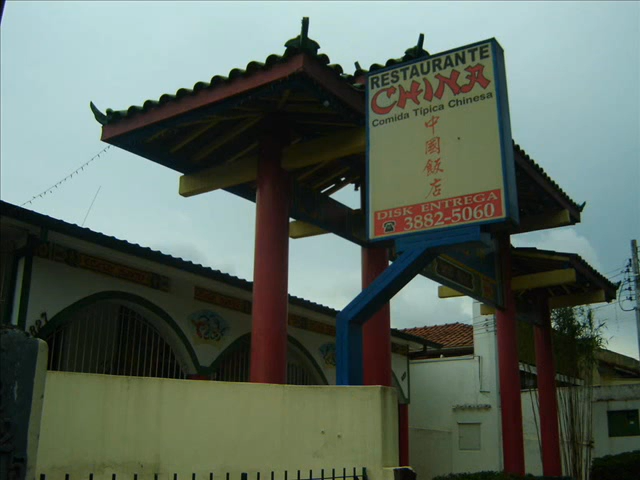 RESTAURANTE
CHINA
Comida Típica Chinesa
中國飯店
DISK ENTREGA
3882-5060